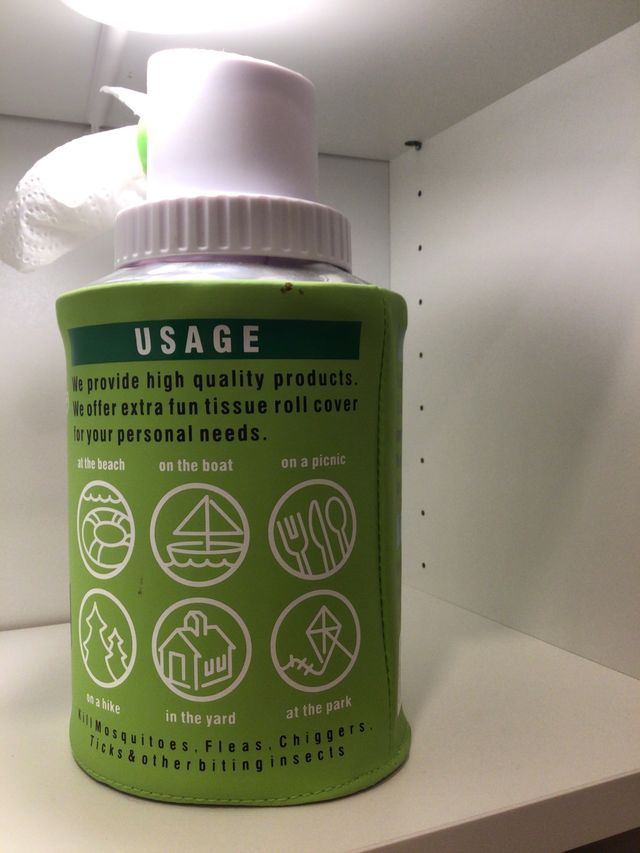 USAGE
We provide high quality products.
We offer extra fun tissue roll cover
for your personal needs.
at the beach on the boat on a picnic
on a hike in the yard at the park
Kill Mosquitoes, Fleas, Chiggers,
Ticks & other biting insects